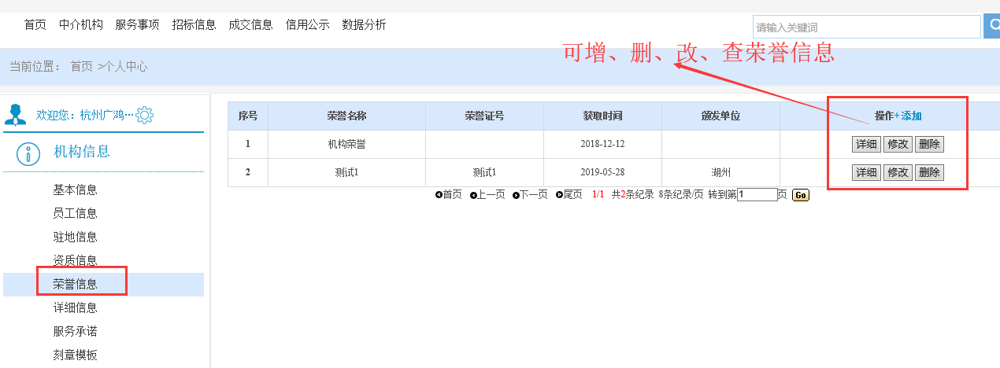 首页 中介机构 服务事项 招标信息 成交信息 信用公示 数据分析
请输入关键词
可增、删、改、查荣誉信息
当前位置： 首页 >个人中心
欢迎您：杭州广鸿…
机构信息
基本信息
员工信息
驻地信息
资质信息
荣誉信息
详细信息
服务承诺
刻章模板
序号 荣誉名称 荣誉证号 获取时间 颁发单位 操作+添加
1 机构荣誉 2018-12-12 详细 修改 删除
2 测试1 测试1 2019-05-28 湖州 详细 修改 删除
首页 上一页 下一页 尾页 1/1 共2条纪录 8条纪录/页 转到第1页 Go